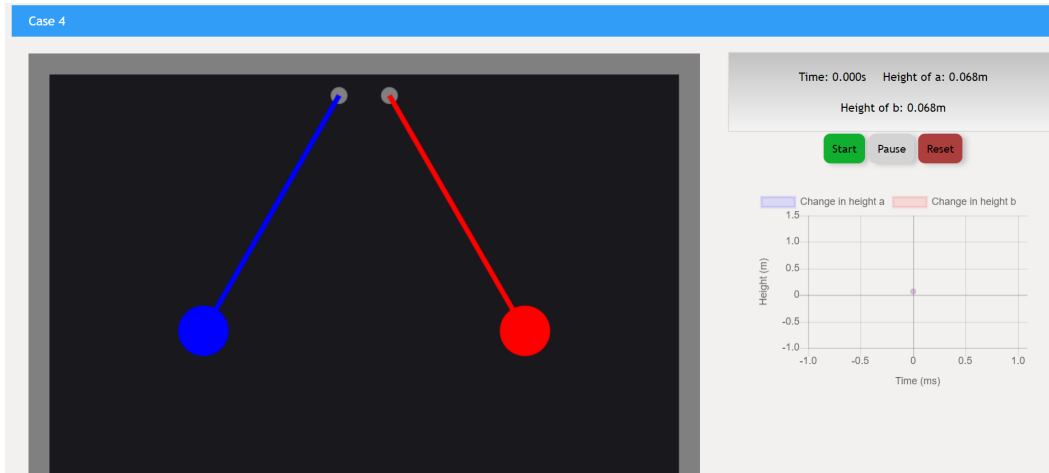 Case 4
Time: 0.000s Height of a: 0.068m
Height of b: 0.068m
Start Pause Reset
Change in height a Change in height b
1.5
1.0
0.5
0
-0.5
-1.0
Height (m)
-1.0 -0.5 0 0.5 1.0
Time (ms)